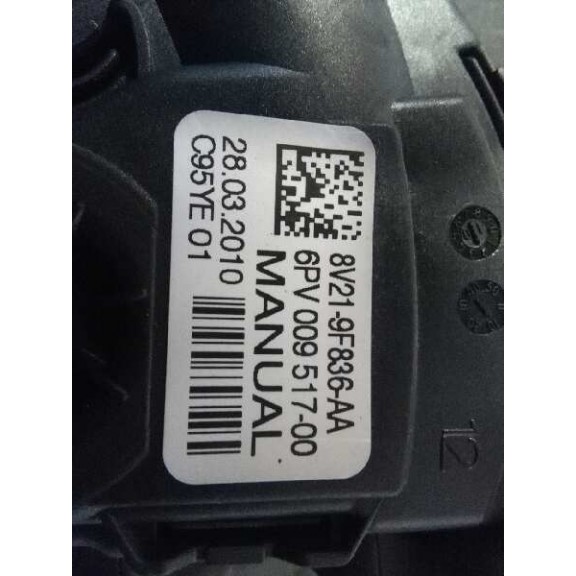 8V21-9F836-AA
6PV 009 517-00
MANUAL
28.03.2010
C95YE 01
12